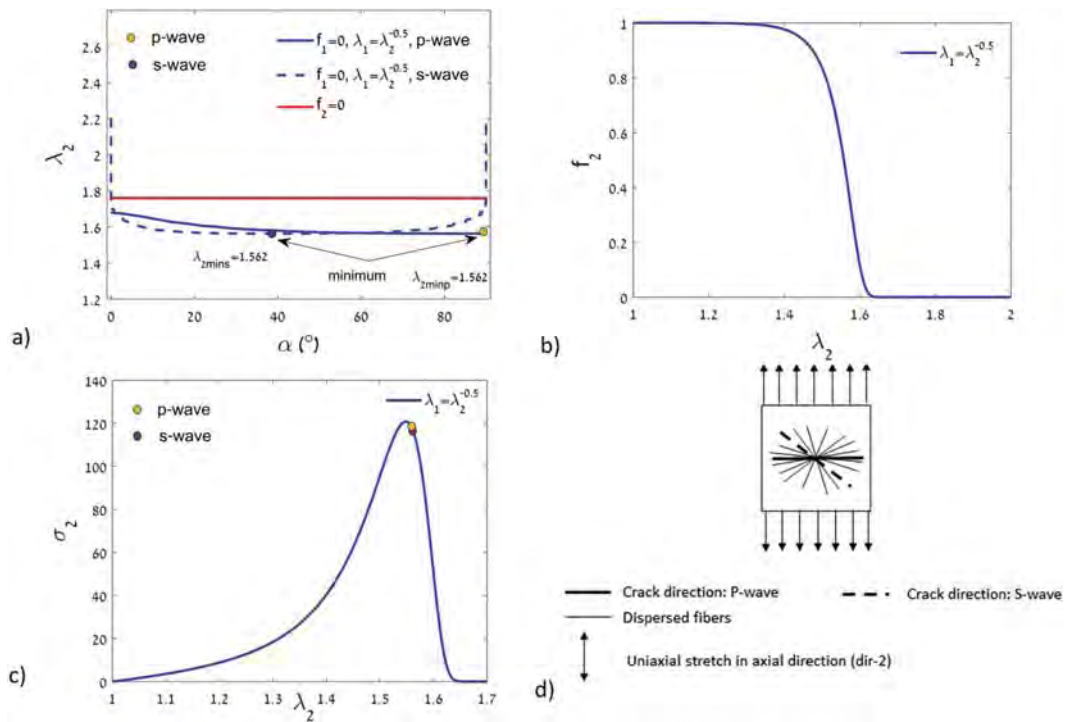 p-wave
s-wave
f₁=0, λ₁=λ₂^-0.5, p-wave
f₁=0, λ₁=λ₂^-0.5, s-wave
f₂=0
2.6
2.4
2.2
2
1.8
1.6
1.4
1.2
λ₂
λ₂mins=1.562
minimum
λ₂minp=1.562
0
20
40
60
80
α (°)
a)
1
0.8
0.6
0.4
0.2
0
f₂
λ₁=λ₂^-0.5
1
1.2
1.4
1.6
1.8
2
λ₂
b)
140
120
100
80
60
40
20
0
σ₂
p-wave
s-wave
λ₁=λ₂^-0.5
1
1.1
1.2
1.3
1.4
1.5
1.6
1.7
λ₂
c)
Crack direction: P-wave
Crack direction: S-wave
Dispersed fibers
Uniaxial stretch in axial direction (dir-2)
d)